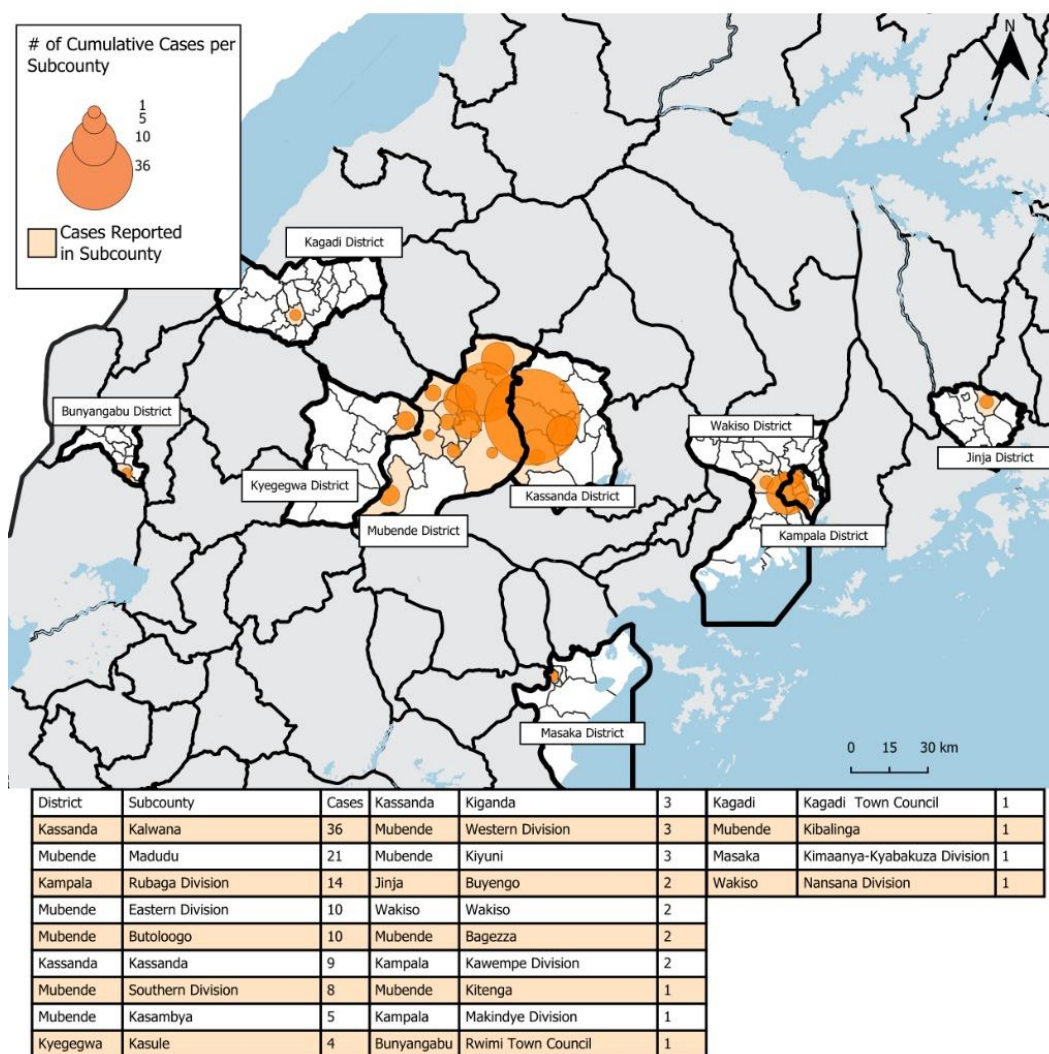 # of Cumulative Cases per
Subcounty
1
5
10
36
Cases Reported
in Subcounty
N
Kagadi District
Bunyangabu District
Wakiso District
Jinja District
Kyegegwa District
Kassanda District
Mubende District
Kampala District
Masaka District
0 15 30 km
District Subcounty Cases Kassanda Kiganda 3 Kagadi Kagadi Town Council 1
Kassanda Kalwana 36 Mubende Western Division 3 Mubende Kibalinga 1
Mubende Madudu 21 Mubende Kiyuni 3 Masaka Kimaanya-Kyabakuza Division 1
Kampala Rubaga Division 14 Jinja Buyengo 2 Wakiso Nansana Division 1
Mubende Eastern Division 10 Wakiso Wakiso 2
Mubende Butoloogo 10 Mubende Bagezza 2
Kassanda Kassanda 9 Kampala Kawempe Division 2
Mubende Southern Division 8 Mubende Kitenga 1
Mubende Kasambya 5 Kampala Makindye Division 1
Kyegegwa Kasule 4 Bunyangabu Rwimi Town Council 1